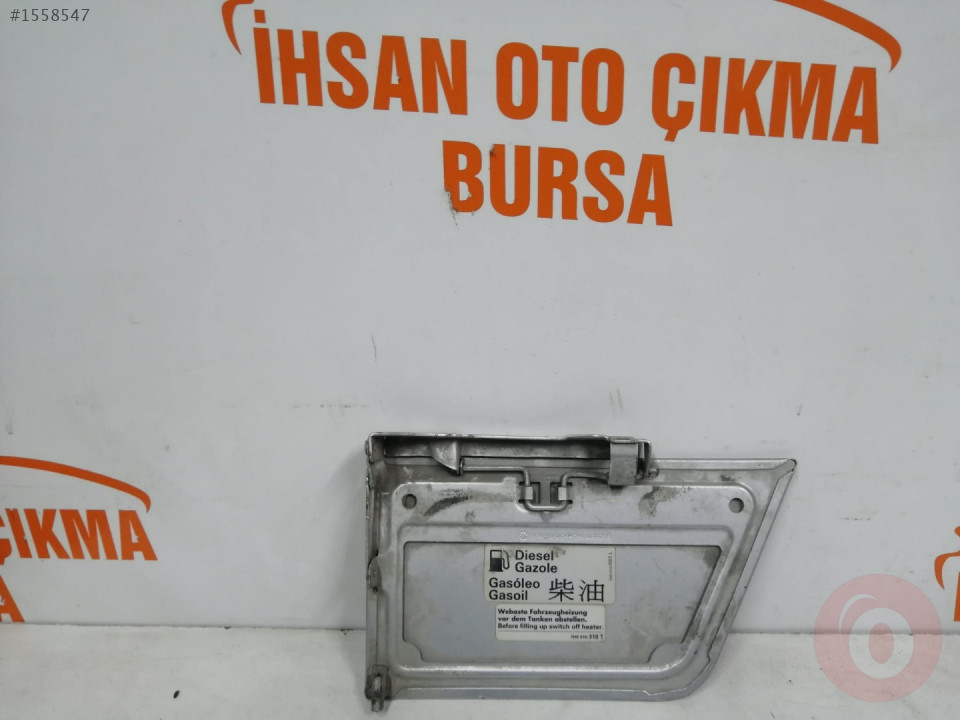 #1558547
İHSAN OTO ÇIKMA
BURSA
ÇIKMA
Diesel
Gazole
Gasóleo
Gasoil 柴油
Webasto Fahrzeugheizung
vor dem Tanken abstellen.
Before filling up switch off heater